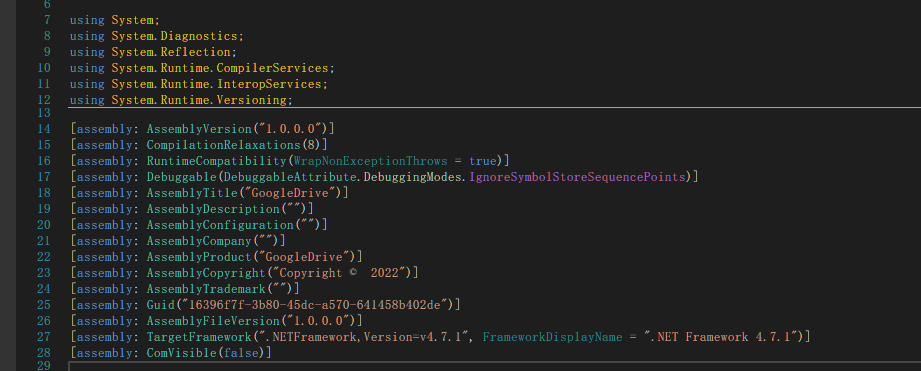 6
7 using System;
8 using System.Diagnostics;
9 using System.Reflection;
10 using System.Runtime.CompilerServices;
11 using System.Runtime.InteropServices;
12 using System.Runtime.Versioning;
13
14 [assembly: AssemblyVersion("1.0.0.0")]
15 [assembly: CompilationRelaxations(8)]
16 [assembly: RuntimeCompatibility(WrapNonExceptionThrows = true)]
17 [assembly: Debuggable(DebuggableAttribute.DebuggingModes.IgnoreSymbolStoreSequencePoints)]
18 [assembly: AssemblyTitle("GoogleDrive")]
19 [assembly: AssemblyDescription("")]
20 [assembly: AssemblyConfiguration("")]
21 [assembly: AssemblyCompany("")]
22 [assembly: AssemblyProduct("GoogleDrive")]
23 [assembly: AssemblyCopyright("Copyright ©  2022")]
24 [assembly: AssemblyTrademark("")]
25 [assembly: Guid("16396f7f-3b80-45dc-a570-641458b402de")]
26 [assembly: AssemblyFileVersion("1.0.0.0")]
27 [assembly: TargetFramework(".NETFramework,Version=v4.7.1", FrameworkDisplayName = ".NET Framework 4.7.1")]
28 [assembly: ComVisible(false)]
29